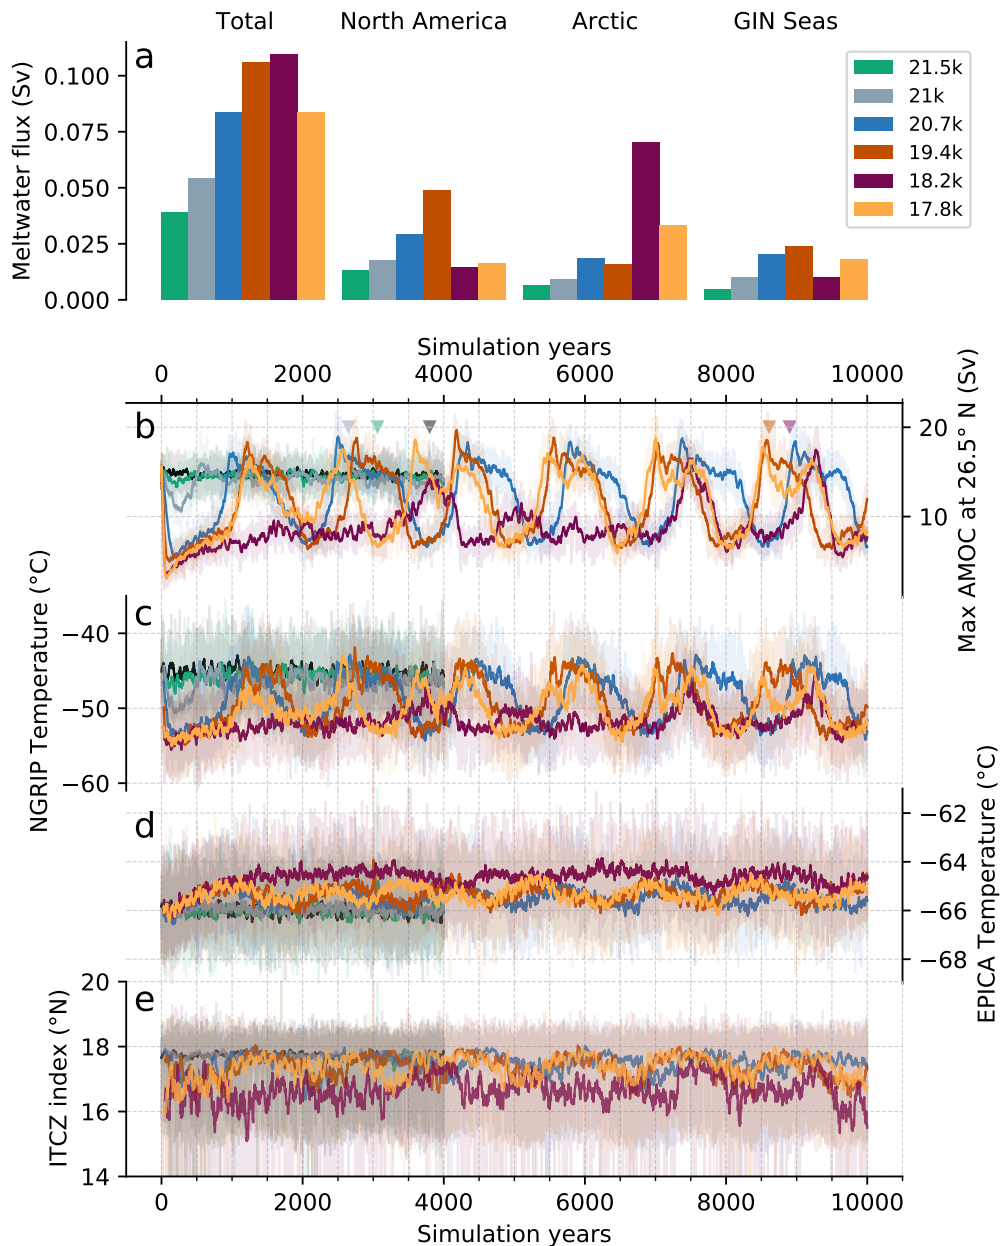 Total North America Arctic GIN Seas
a
Meltwater flux (Sv)
0.100
0.075
0.050
0.025
0.000
21.5k
21k
20.7k
19.4k
18.2k
17.8k
Simulation years
0 2000 4000 6000 8000 10000
b
20
10
Max AMOC at 26.5° N (Sv)
c
NGRIP Temperature (°C)
−40
−50
−60
d
−62
−64
−66
−68
EPICA Temperature (°C)
e
ITCZ index (°N)
20
18
16
14
0 2000 4000 6000 8000 10000
Simulation years